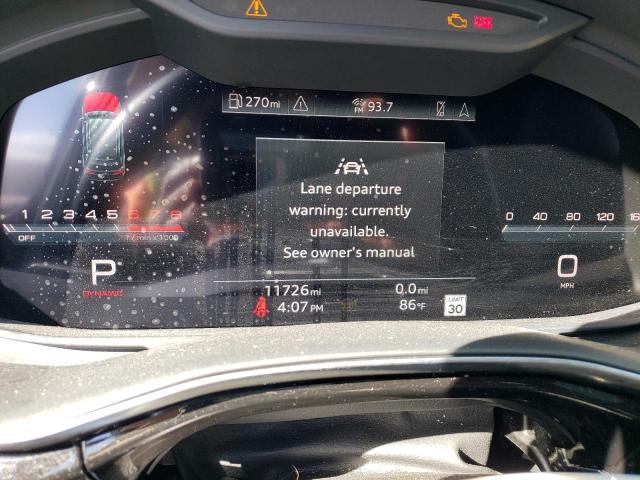 270mi
FM 93.7
Lane departure
warning: currently
unavailable.
See owner's manual
1 2 3 4 5 6 7 8
OFF
0 40 80 120
P
DYNAMIC
0
MPH
11726mi 0.0mi
4:07 PM 86°F
LIMIT
30